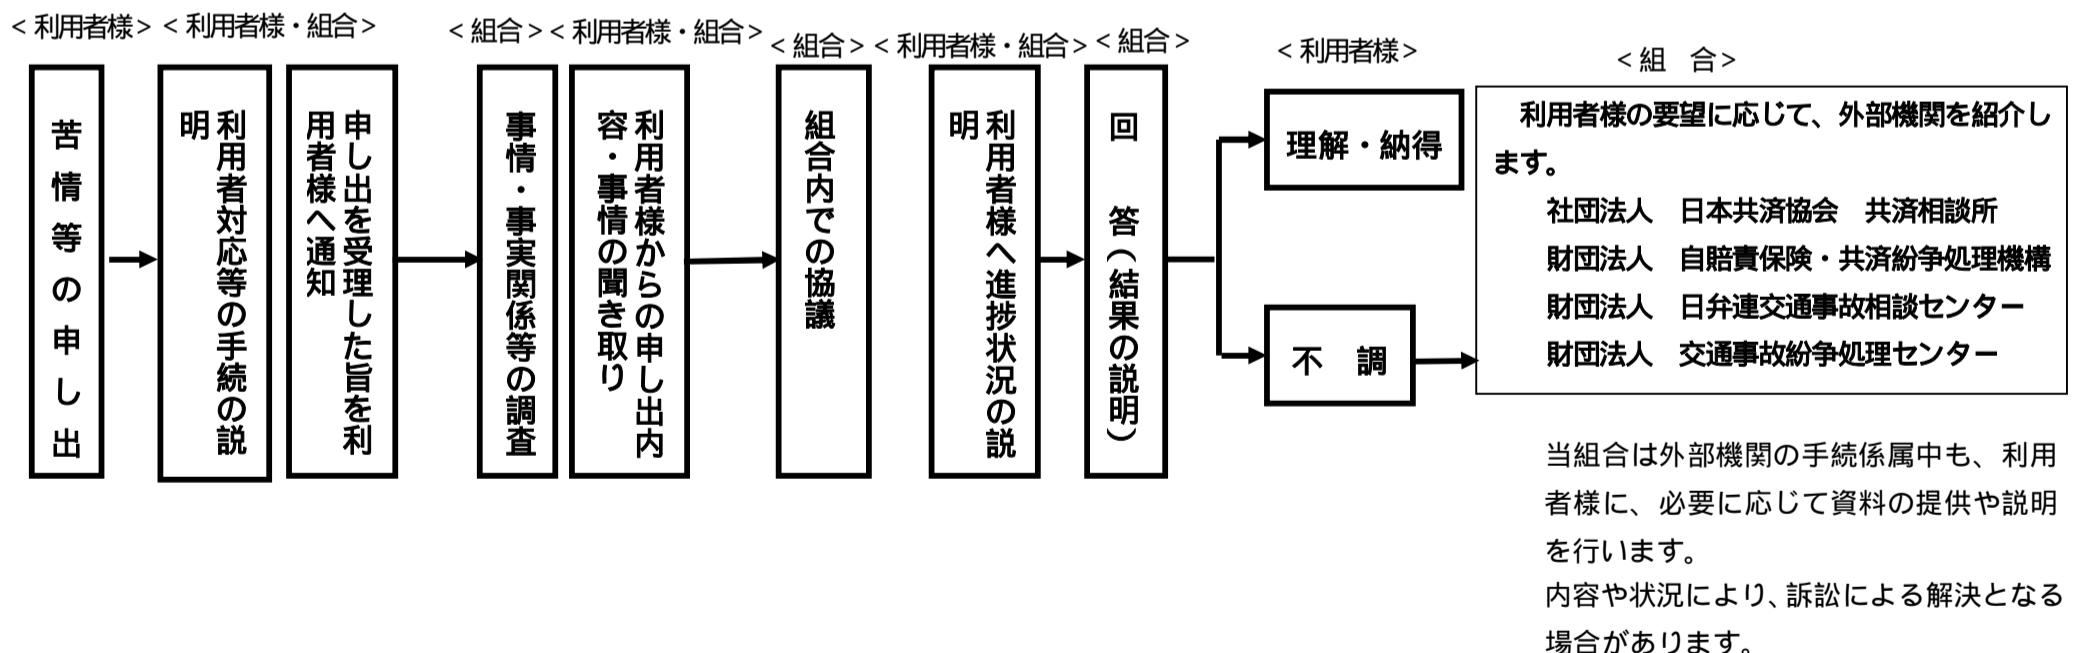 ＜利用者様＞
＜利用者様・組合＞
＜組合＞
＜利用者様・組合＞
＜組合＞
＜利用者様・組合＞
＜組合＞
＜利用者様＞
＜組　合＞
苦情等の申し出
利用者対応等の手続の説
明
申し出を受理した旨を利
用者様へ通知
事情・事実関係等の調査
利用者様からの申し出内
容・事情の聞き取り
組合内での協議
利用者様へ進捗状況の説
明
回　答（結果の説明）
理解・納得
不　調
利用者様の要望に応じて、外部機関を紹介し
ます。
社団法人　日本共済協会　共済相談所
財団法人　自賠責保険・共済紛争処理機構
財団法人　日弁連交通事故相談センター
財団法人　交通事故紛争処理センター
当組合は外部機関の手続係属中も、利用
者様に、必要に応じて資料の提供や説明
を行います。
内容や状況により、訴訟による解決となる
場合があります。